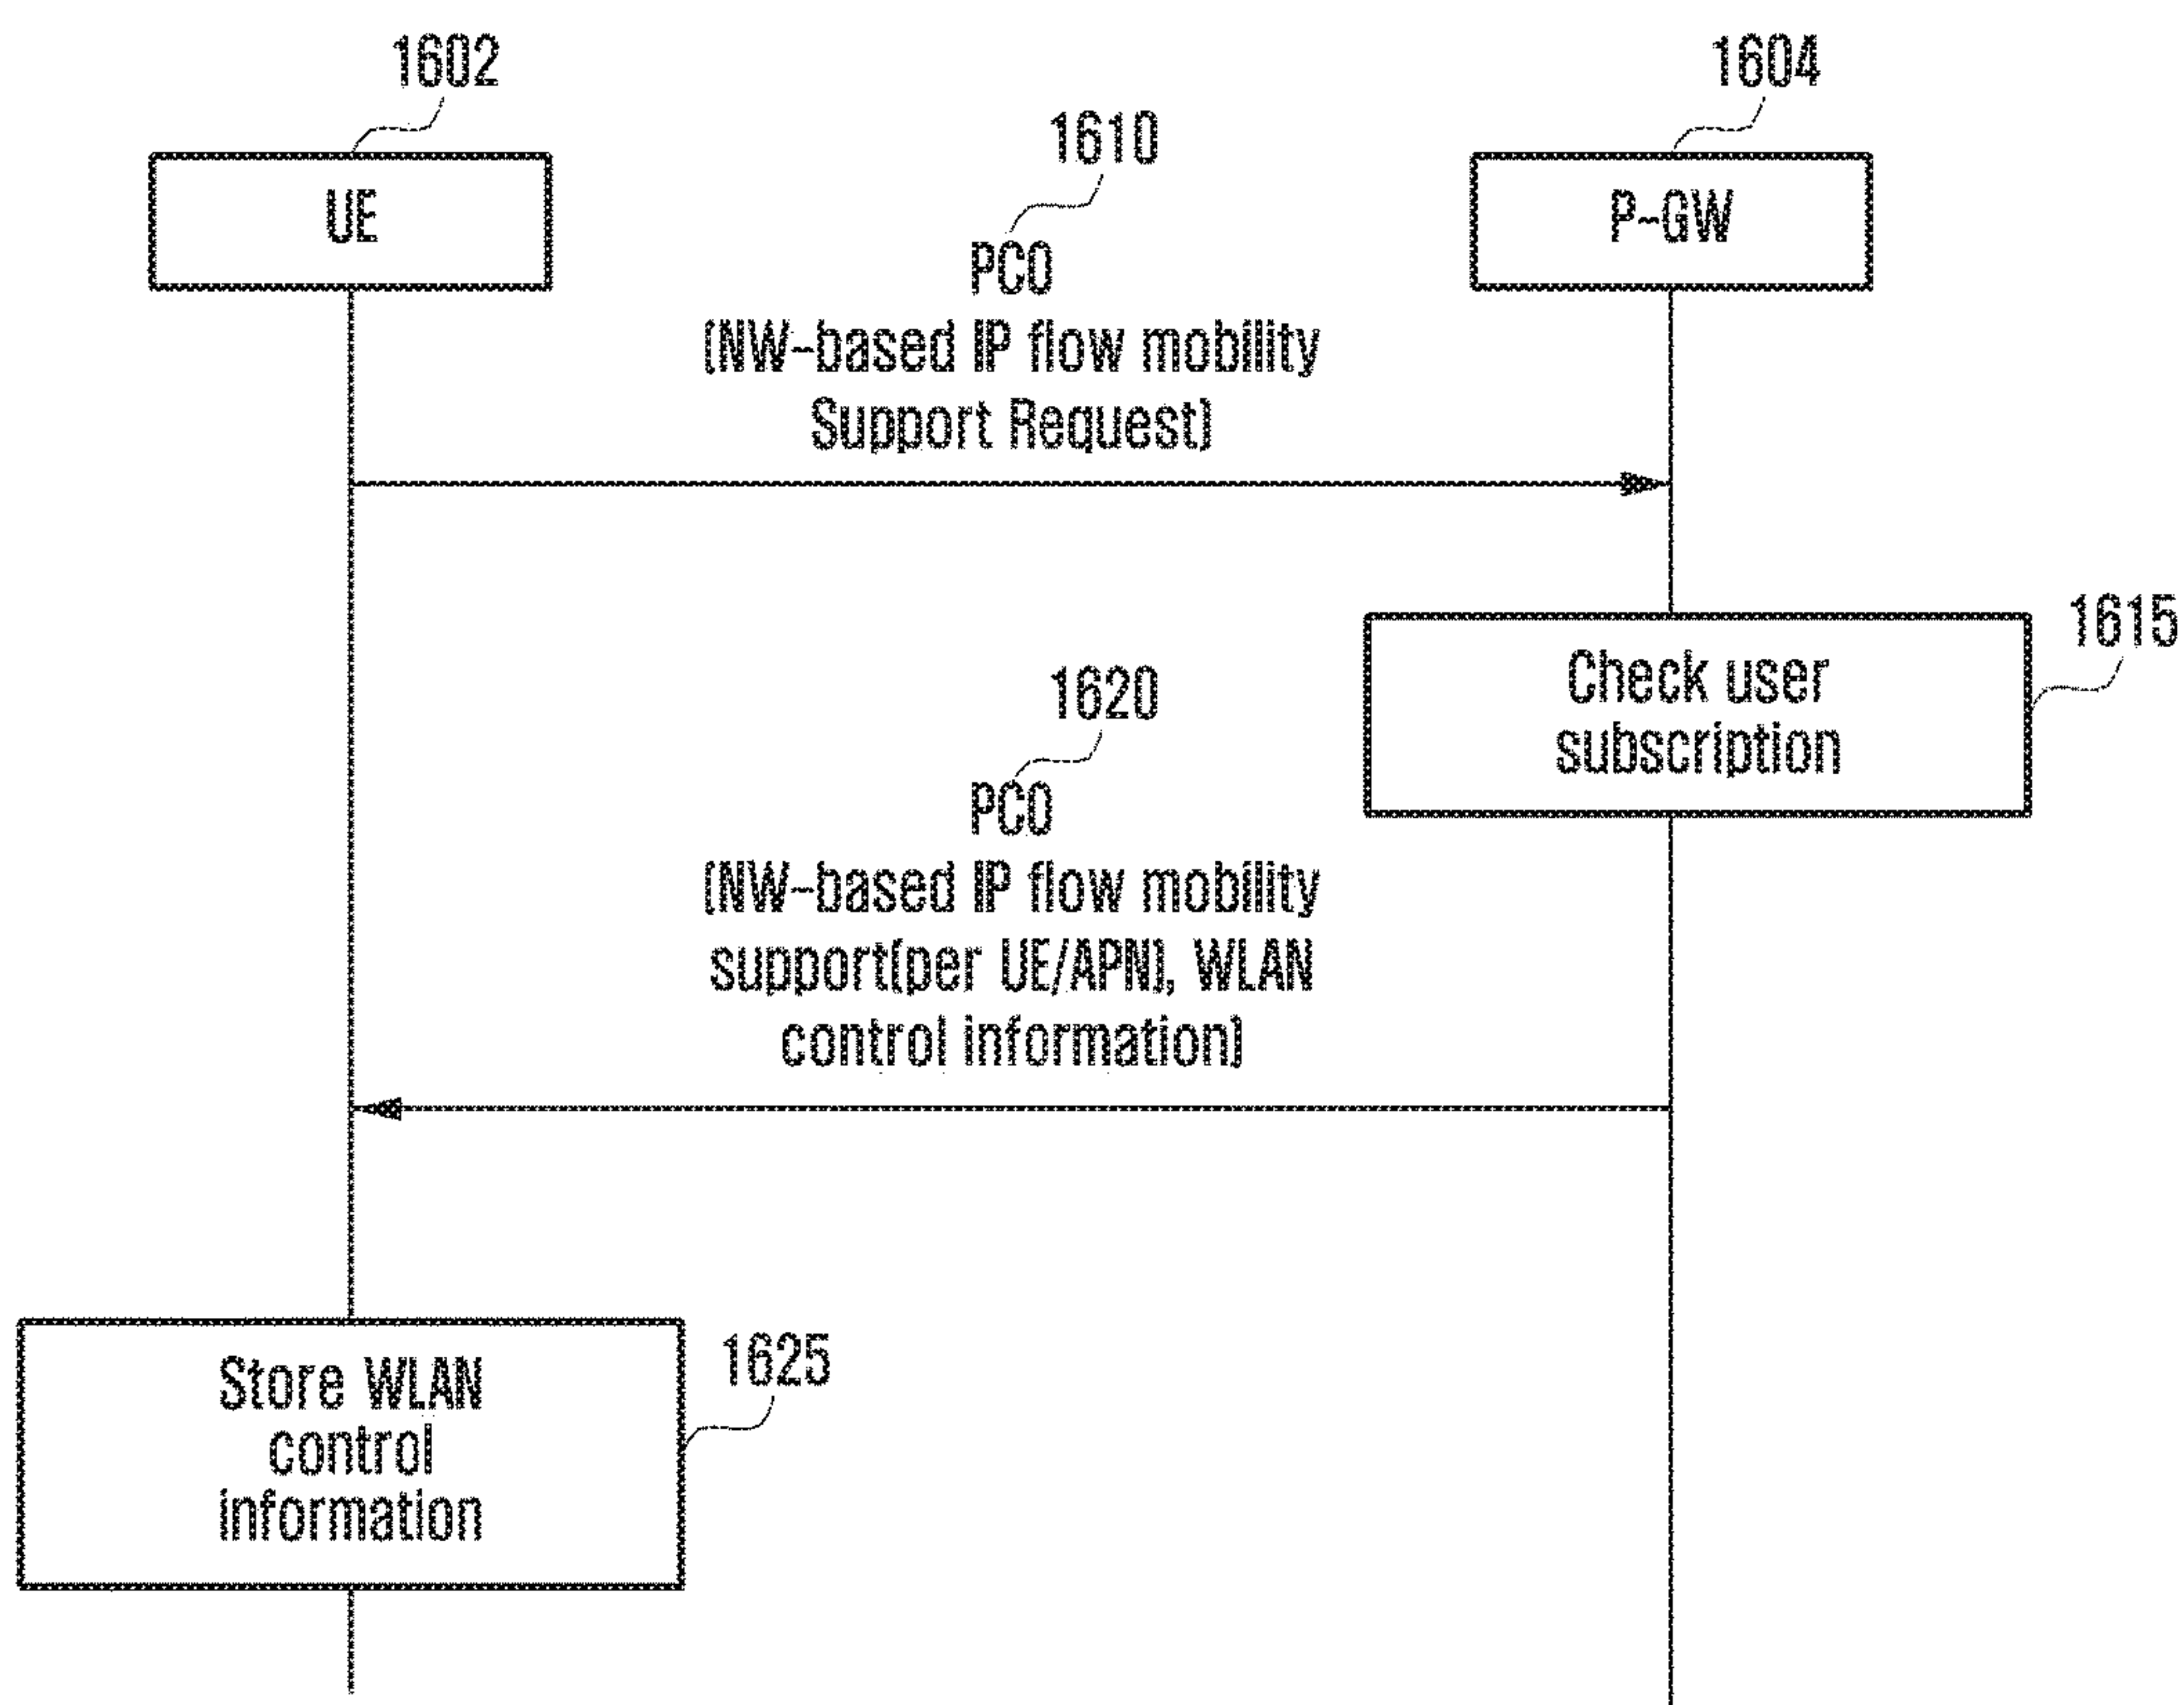 1602
1604
1610
UE
P-GW
PCO
(NW-based IP flow mobility
Support Request)
1615
Check user
subscription
1620
PCO
(NW-based IP flow mobility
support(per UE/APN), WLAN
control information)
1625
Store WLAN
control
information